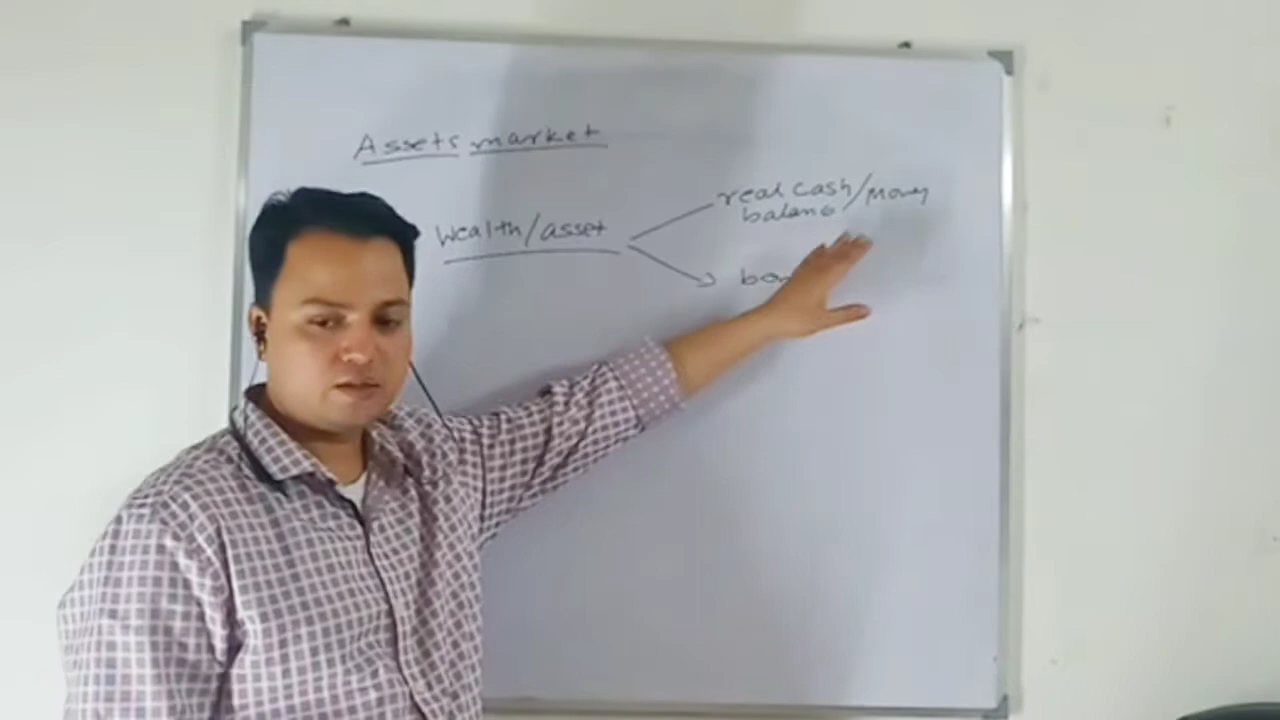 Assets market
Wealth/asset
real cash/money
balance